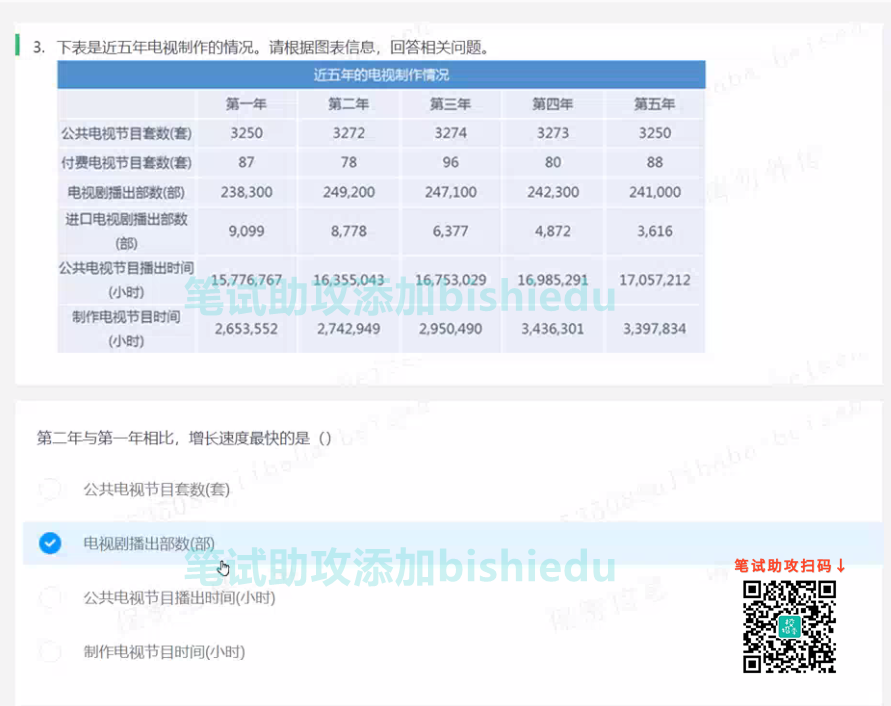 3. 下表是近五年电视制作的情况。请根据图表信息，回答相关问题。
近五年的电视制作情况
第一年 第二年 第三年 第四年 第五年
公共电视节目套数(套) 3250 3272 3274 3273 3250
付费电视节目套数(套) 87 78 96 80 88
电视剧播出部数(部) 238,300 249,200 247,100 242,300 241,000
进口电视剧播出部数
(部) 9,099 8,778 6,377 4,872 3,616
公共电视节目播出时间
(小时) 15,776,767 16,355,043 16,753,029 16,985,291 17,057,212
笔试助攻添加bishiedu
制作电视节目时间
(小时) 2,653,552 2,742,949 2,950,490 3,436,301 3,397,834
第二年与第一年相比，增长速度最快的是（）
公共电视节目套数(套)
电视剧播出部数(部)
笔试助攻添加bishiedu
笔试助攻扫码↓
公共电视节目播出时间(小时)
制作电视节目时间(小时)